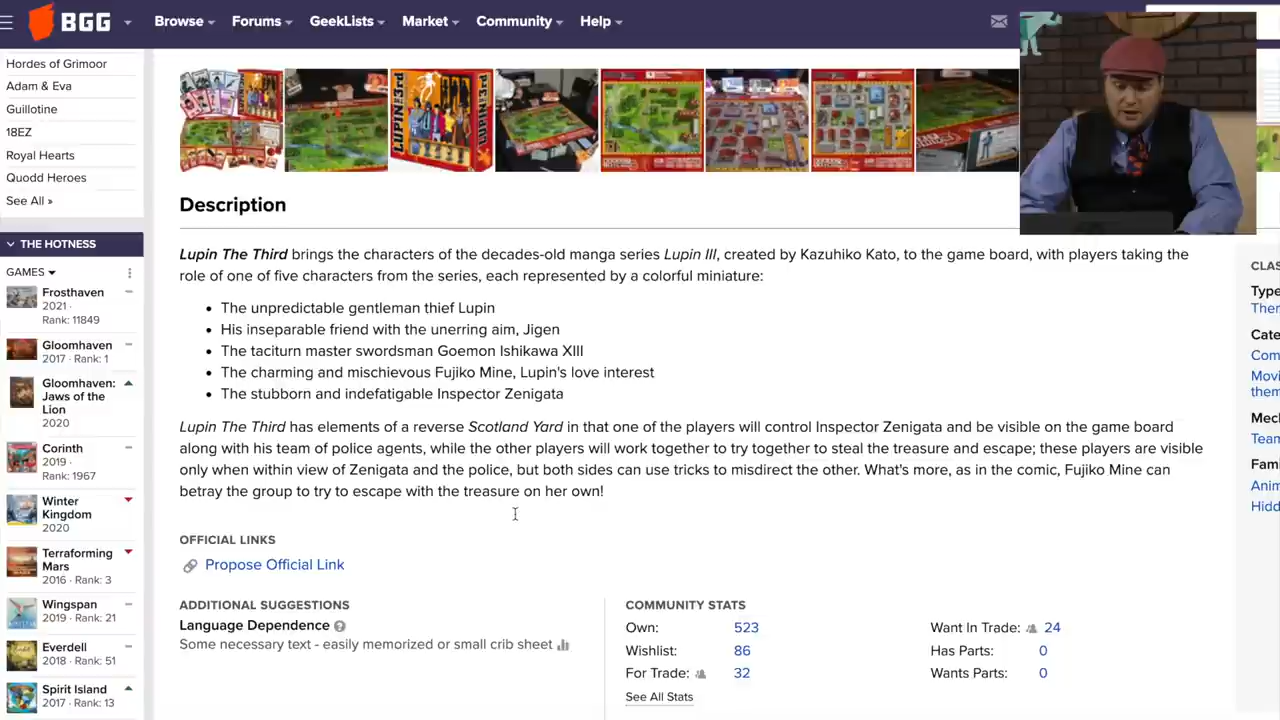 BGG
Browse
Forums
GeekLists
Market
Community
Help
Hordes of Grimoor
Adam & Eva
Guillotine
18EZ
Royal Hearts
Quodd Heroes
See All »
THE HOTNESS
GAMES
Frosthaven
2021 ·
Rank: 11849
Gloomhaven
2017 · Rank: 1
Gloomhaven:
Jaws of the
Lion
2020
Corinth
2019 ·
Rank: 1967
Winter
Kingdom
2020
Terraforming
Mars
2016 · Rank: 3
Wingspan
2019 · Rank: 21
Everdell
2018 · Rank: 51
Spirit Island
2017 · Rank: 13
LUPIN THE 3RD
Description
Lupin The Third brings the characters of the decades-old manga series Lupin III, created by Kazuhiko Kato, to the game board, with players taking the
role of one of five characters from the series, each represented by a colorful miniature:
• The unpredictable gentleman thief Lupin
• His inseparable friend with the unerring aim, Jigen
• The taciturn master swordsman Goemon Ishikawa XIII
• The charming and mischievous Fujiko Mine, Lupin's love interest
• The stubborn and indefatigable Inspector Zenigata
Lupin The Third has elements of a reverse Scotland Yard in that one of the players will control Inspector Zenigata and be visible on the game board
along with his team of police agents, while the other players will work together to try together to steal the treasure and escape; these players are visible
only when within view of Zenigata and the police, but both sides can use tricks to misdirect the other. What's more, as in the comic, Fujiko Mine can
betray the group to try to escape with the treasure on her own!
OFFICIAL LINKS
Propose Official Link
ADDITIONAL SUGGESTIONS
Language Dependence
Some necessary text - easily memorized or small crib sheet
COMMUNITY STATS
Own: 523
Wishlist: 86
For Trade: 32
See All Stats
Want In Trade: 24
Has Parts: 0
Wants Parts: 0
CLAS
Type
Ther
Cate
Com
Movi
them
Mech
Team
Fami
Anim
Hidd